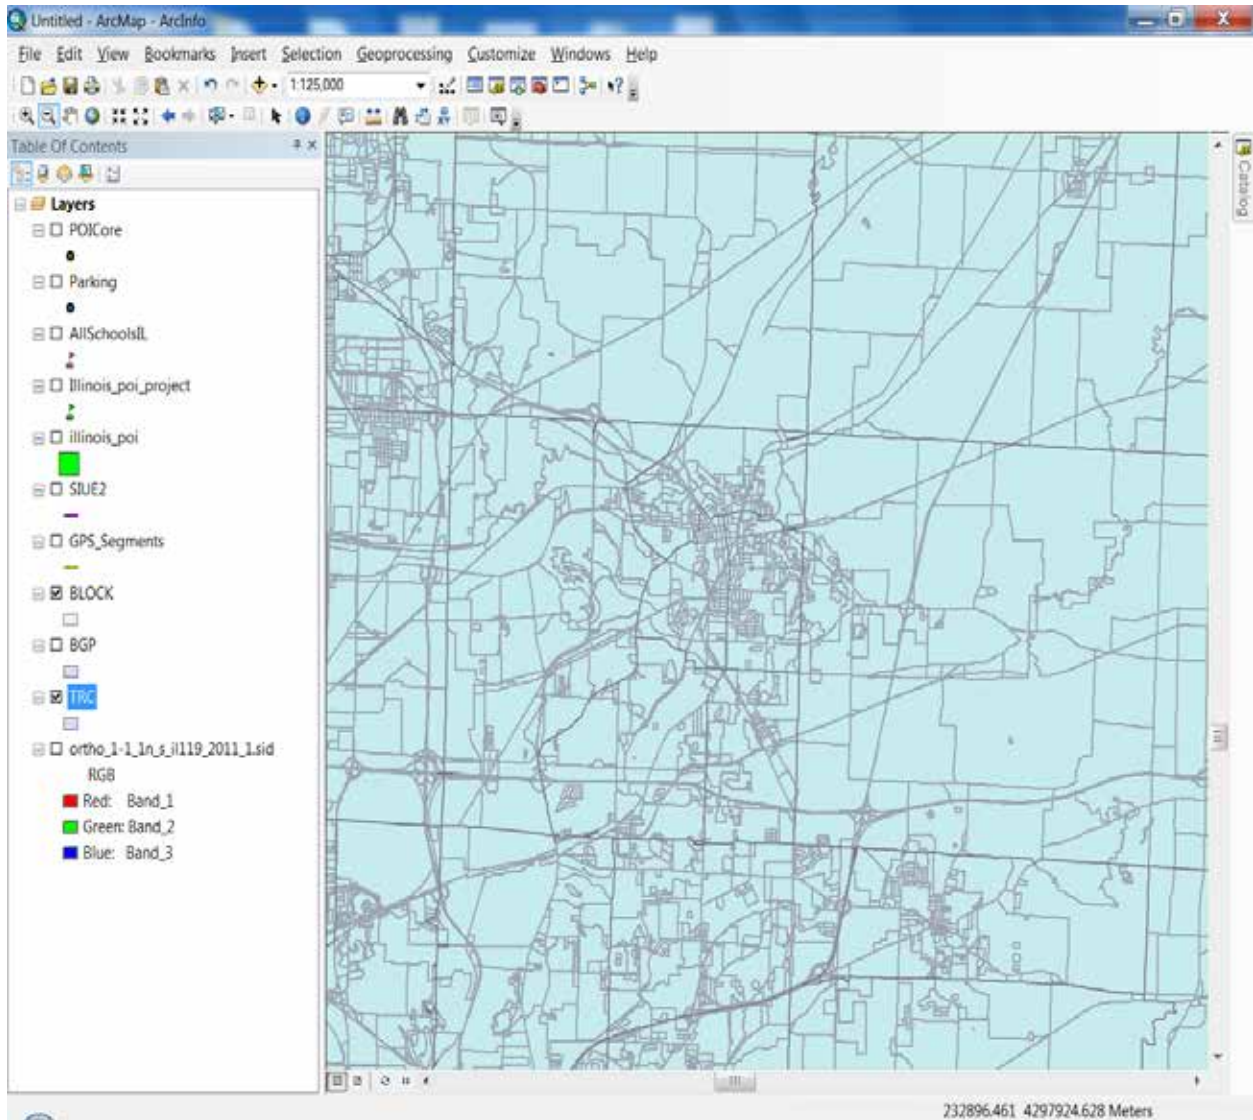 Untitled - ArcMap - ArcInfo
File Edit View Bookmarks Insert Selection Geoprocessing Customize Windows Help
1:125,000
Table Of Contents
Layers
POICore
Parking
AllSchoolsIL
Illinois_poi_project
illinois_poi
SIUE2
GPS_Segments
BLOCK
BGP
TRC
ortho_1-1_1n_s_il119_2011_1.sid
RGB
Red: Band_1
Green: Band_2
Blue: Band_3
Catalog
232896.461 4297924.628 Meters